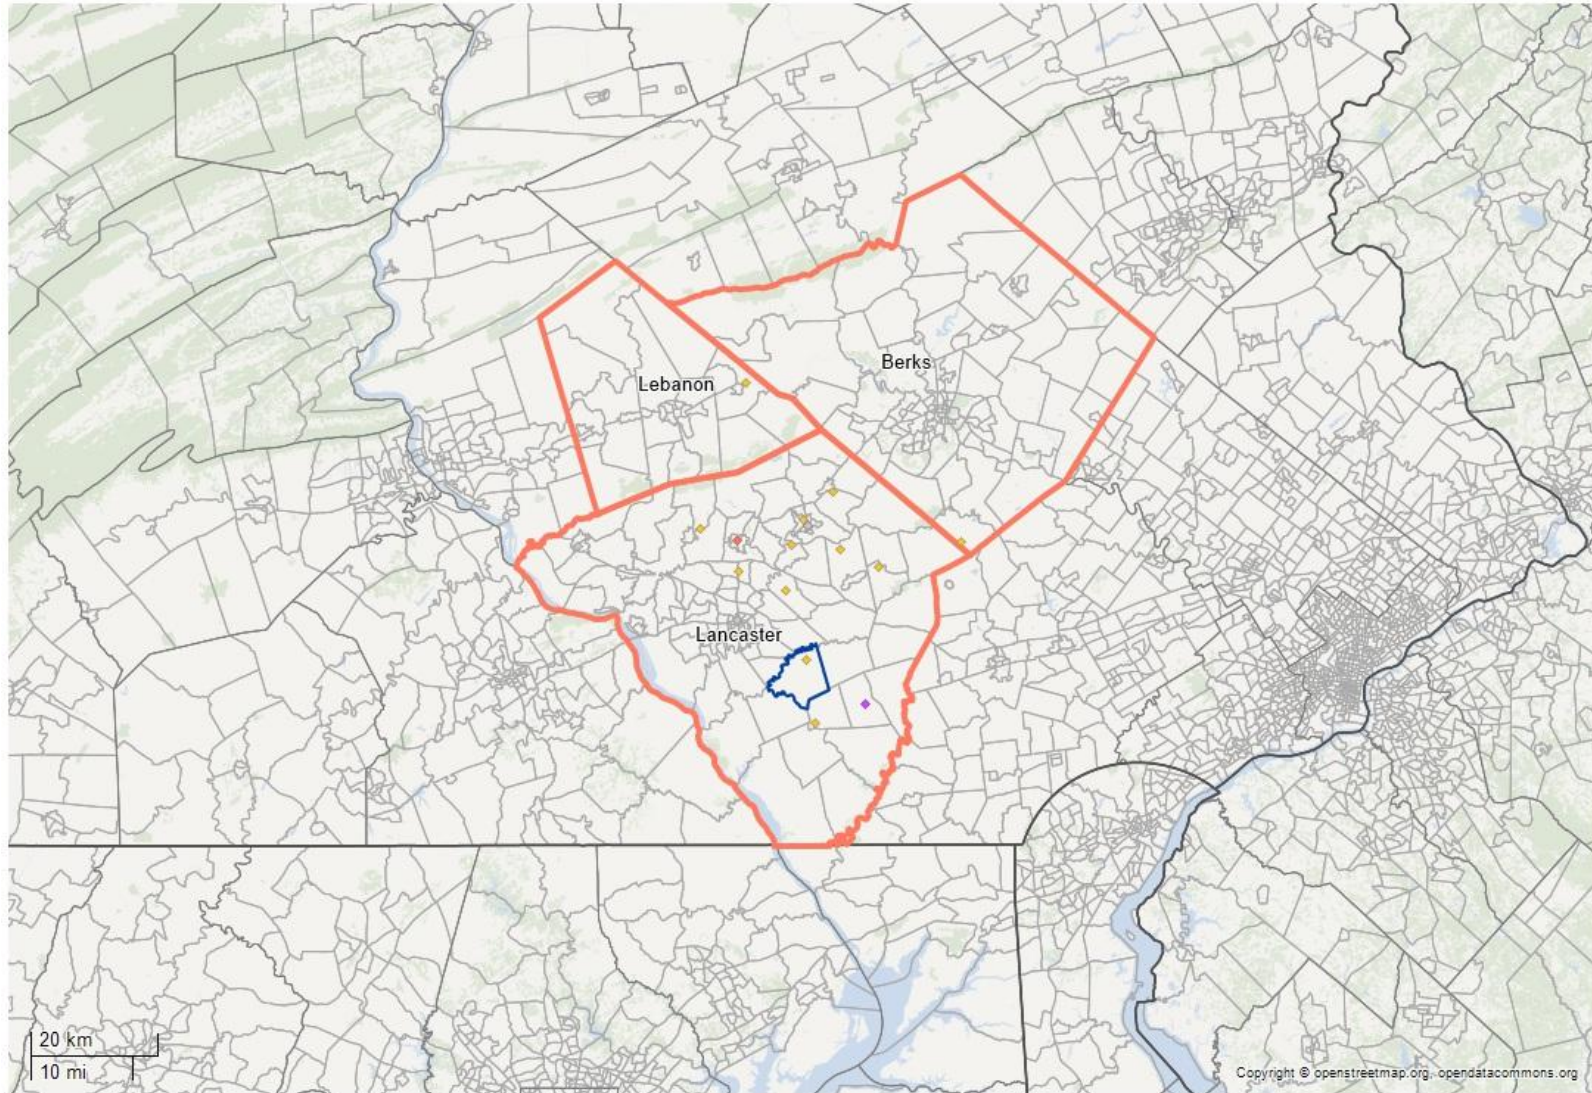 Berks
Lebanon
Lancaster
20 km
10 mi
Copyright © openstreetmap.org, opendatacommons.org